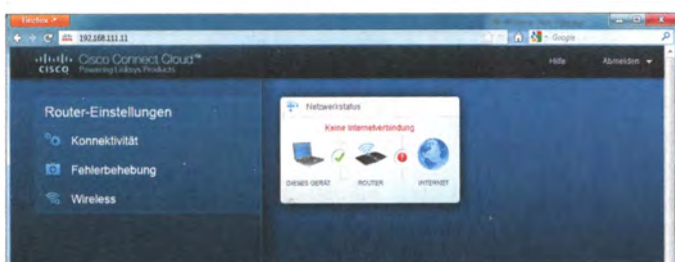 Firefox
192.168.111.11
Google
CISCO
Cisco Connect Cloud™
Powering Linksys Products
Hilfe
Abmelden
Router-Einstellungen
Konnektivität
Fehlerbehebung
Wireless
Netzwerkstatus
Keine Internetverbindung
DIESES GERÄT
ROUTER
INTERNET